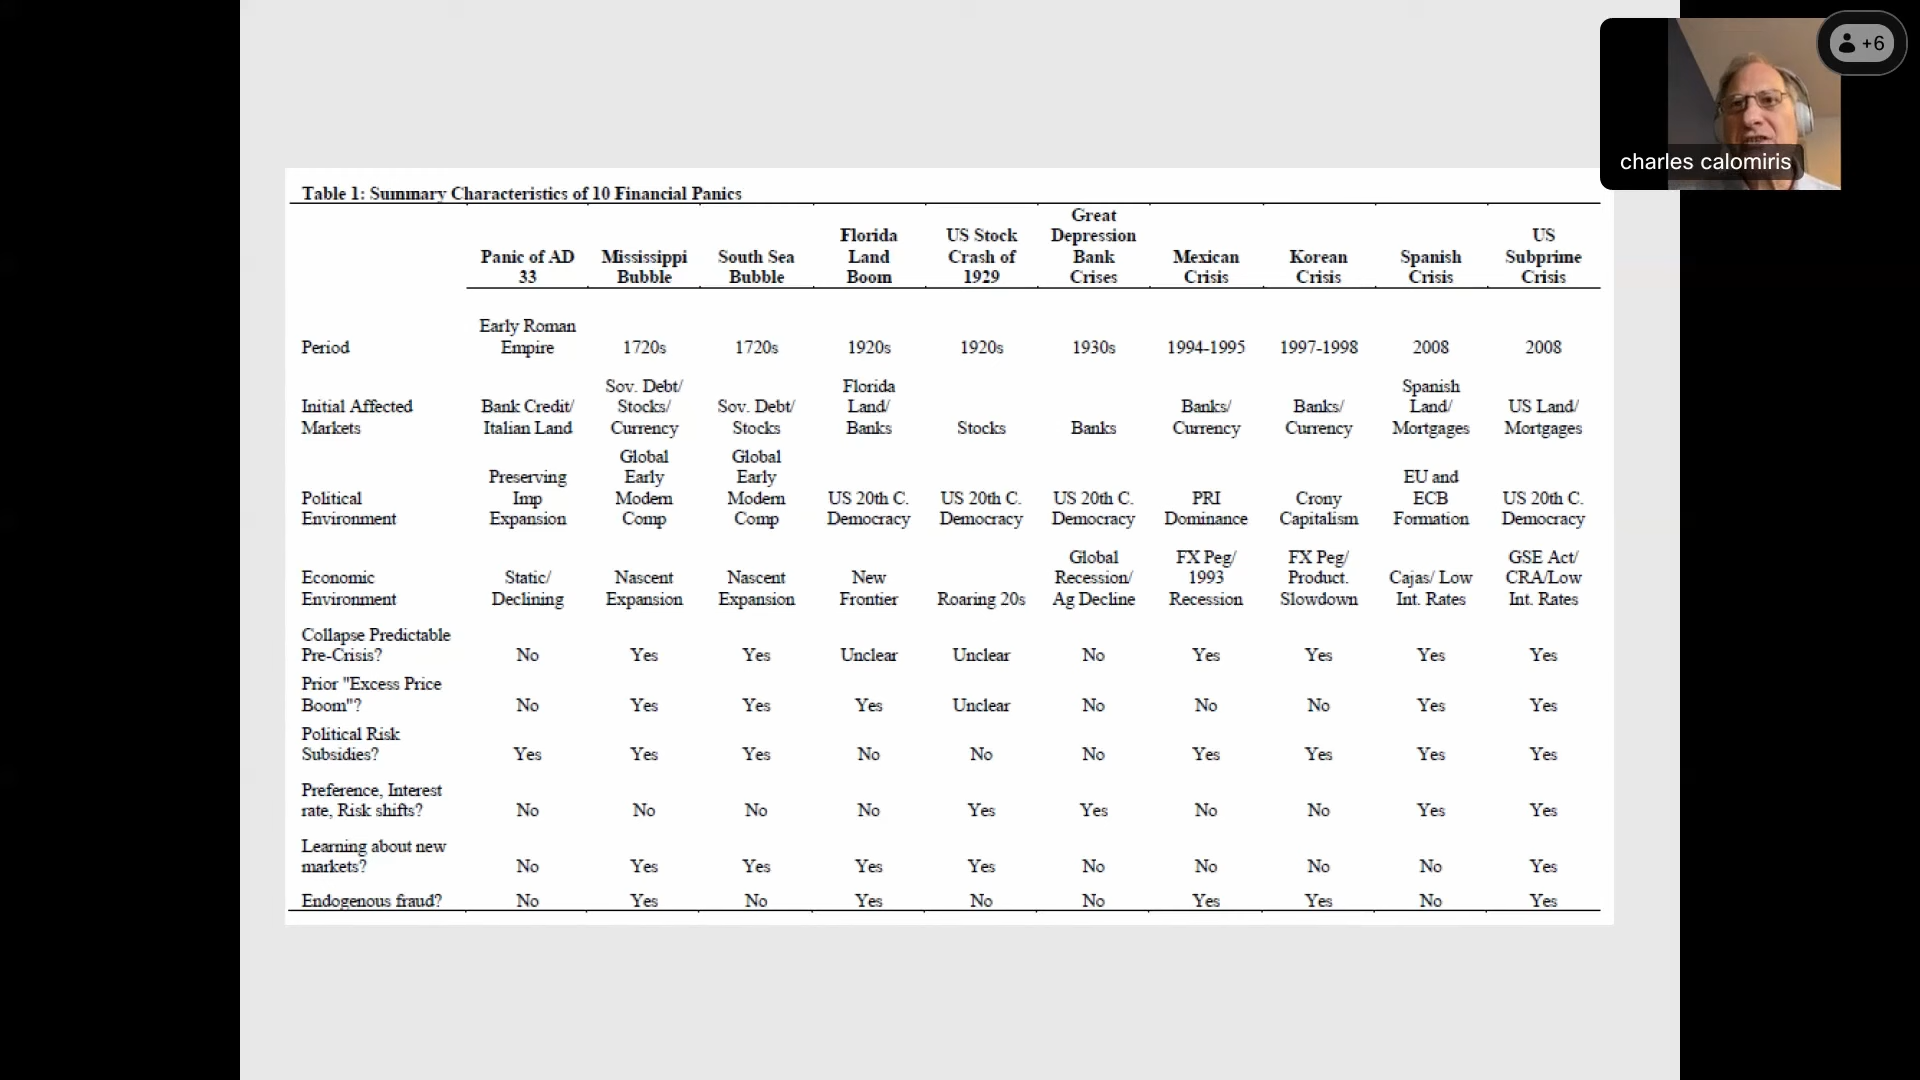 +6
charles calomiris
Table 1: Summary Characteristics of 10 Financial Panics
Panic of AD 33 Mississippi Bubble South Sea Bubble Florida Land Boom US Stock Crash of 1929 Great Depression Bank Crises Mexican Crisis Korean Crisis Spanish Crisis US Subprime Crisis
Period Early Roman Empire 1720s 1720s 1920s 1920s 1930s 1994-1995 1997-1998 2008 2008
Initial Affected Markets Bank Credit/ Italian Land Sov. Debt/ Stocks/ Currency Sov. Debt/ Stocks Florida Land/ Banks Stocks Banks Banks/ Currency Banks/ Currency Spanish Land/ Mortgages US Land/ Mortgages
Political Environment Preserving Imp Expansion Global Early Modern Comp Global Early Modern Comp US 20th C. Democracy US 20th C. Democracy US 20th C. Democracy PRI Dominance Crony Capitalism EU and ECB Formation US 20th C. Democracy
Economic Environment Static/ Declining Nascent Expansion Nascent Expansion New Frontier Roaring 20s Global Recession/ Ag Decline FX Peg/ 1993 Recession FX Peg/ Product. Slowdown Cajas/ Low Int. Rates GSE Act/ CRA/Low Int. Rates
Collapse Predictable Pre-Crisis? No Yes Yes Unclear Unclear No Yes Yes Yes Yes
Prior "Excess Price Boom"? No Yes Yes Yes Unclear No No No Yes Yes
Political Risk Subsidies? Yes Yes Yes No No No Yes Yes Yes Yes
Preference, Interest rate, Risk shifts? No No No No Yes Yes No No Yes Yes
Learning about new markets? No Yes Yes Yes Yes No No No No Yes
Endogenous fraud? No Yes No Yes No No Yes Yes No Yes